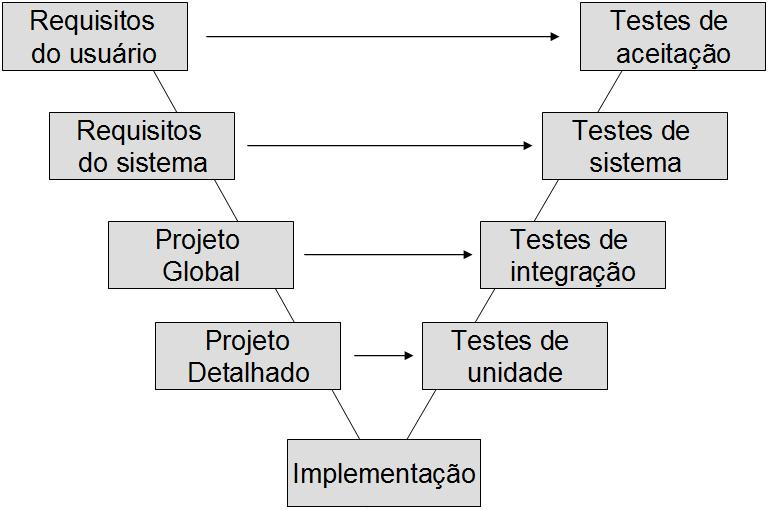 Requisitos
do usuário
Testes de
aceitação
Requisitos
do sistema
Testes de
sistema
Projeto
Global
Testes de
integração
Projeto
Detalhado
Testes de
unidade
Implementação